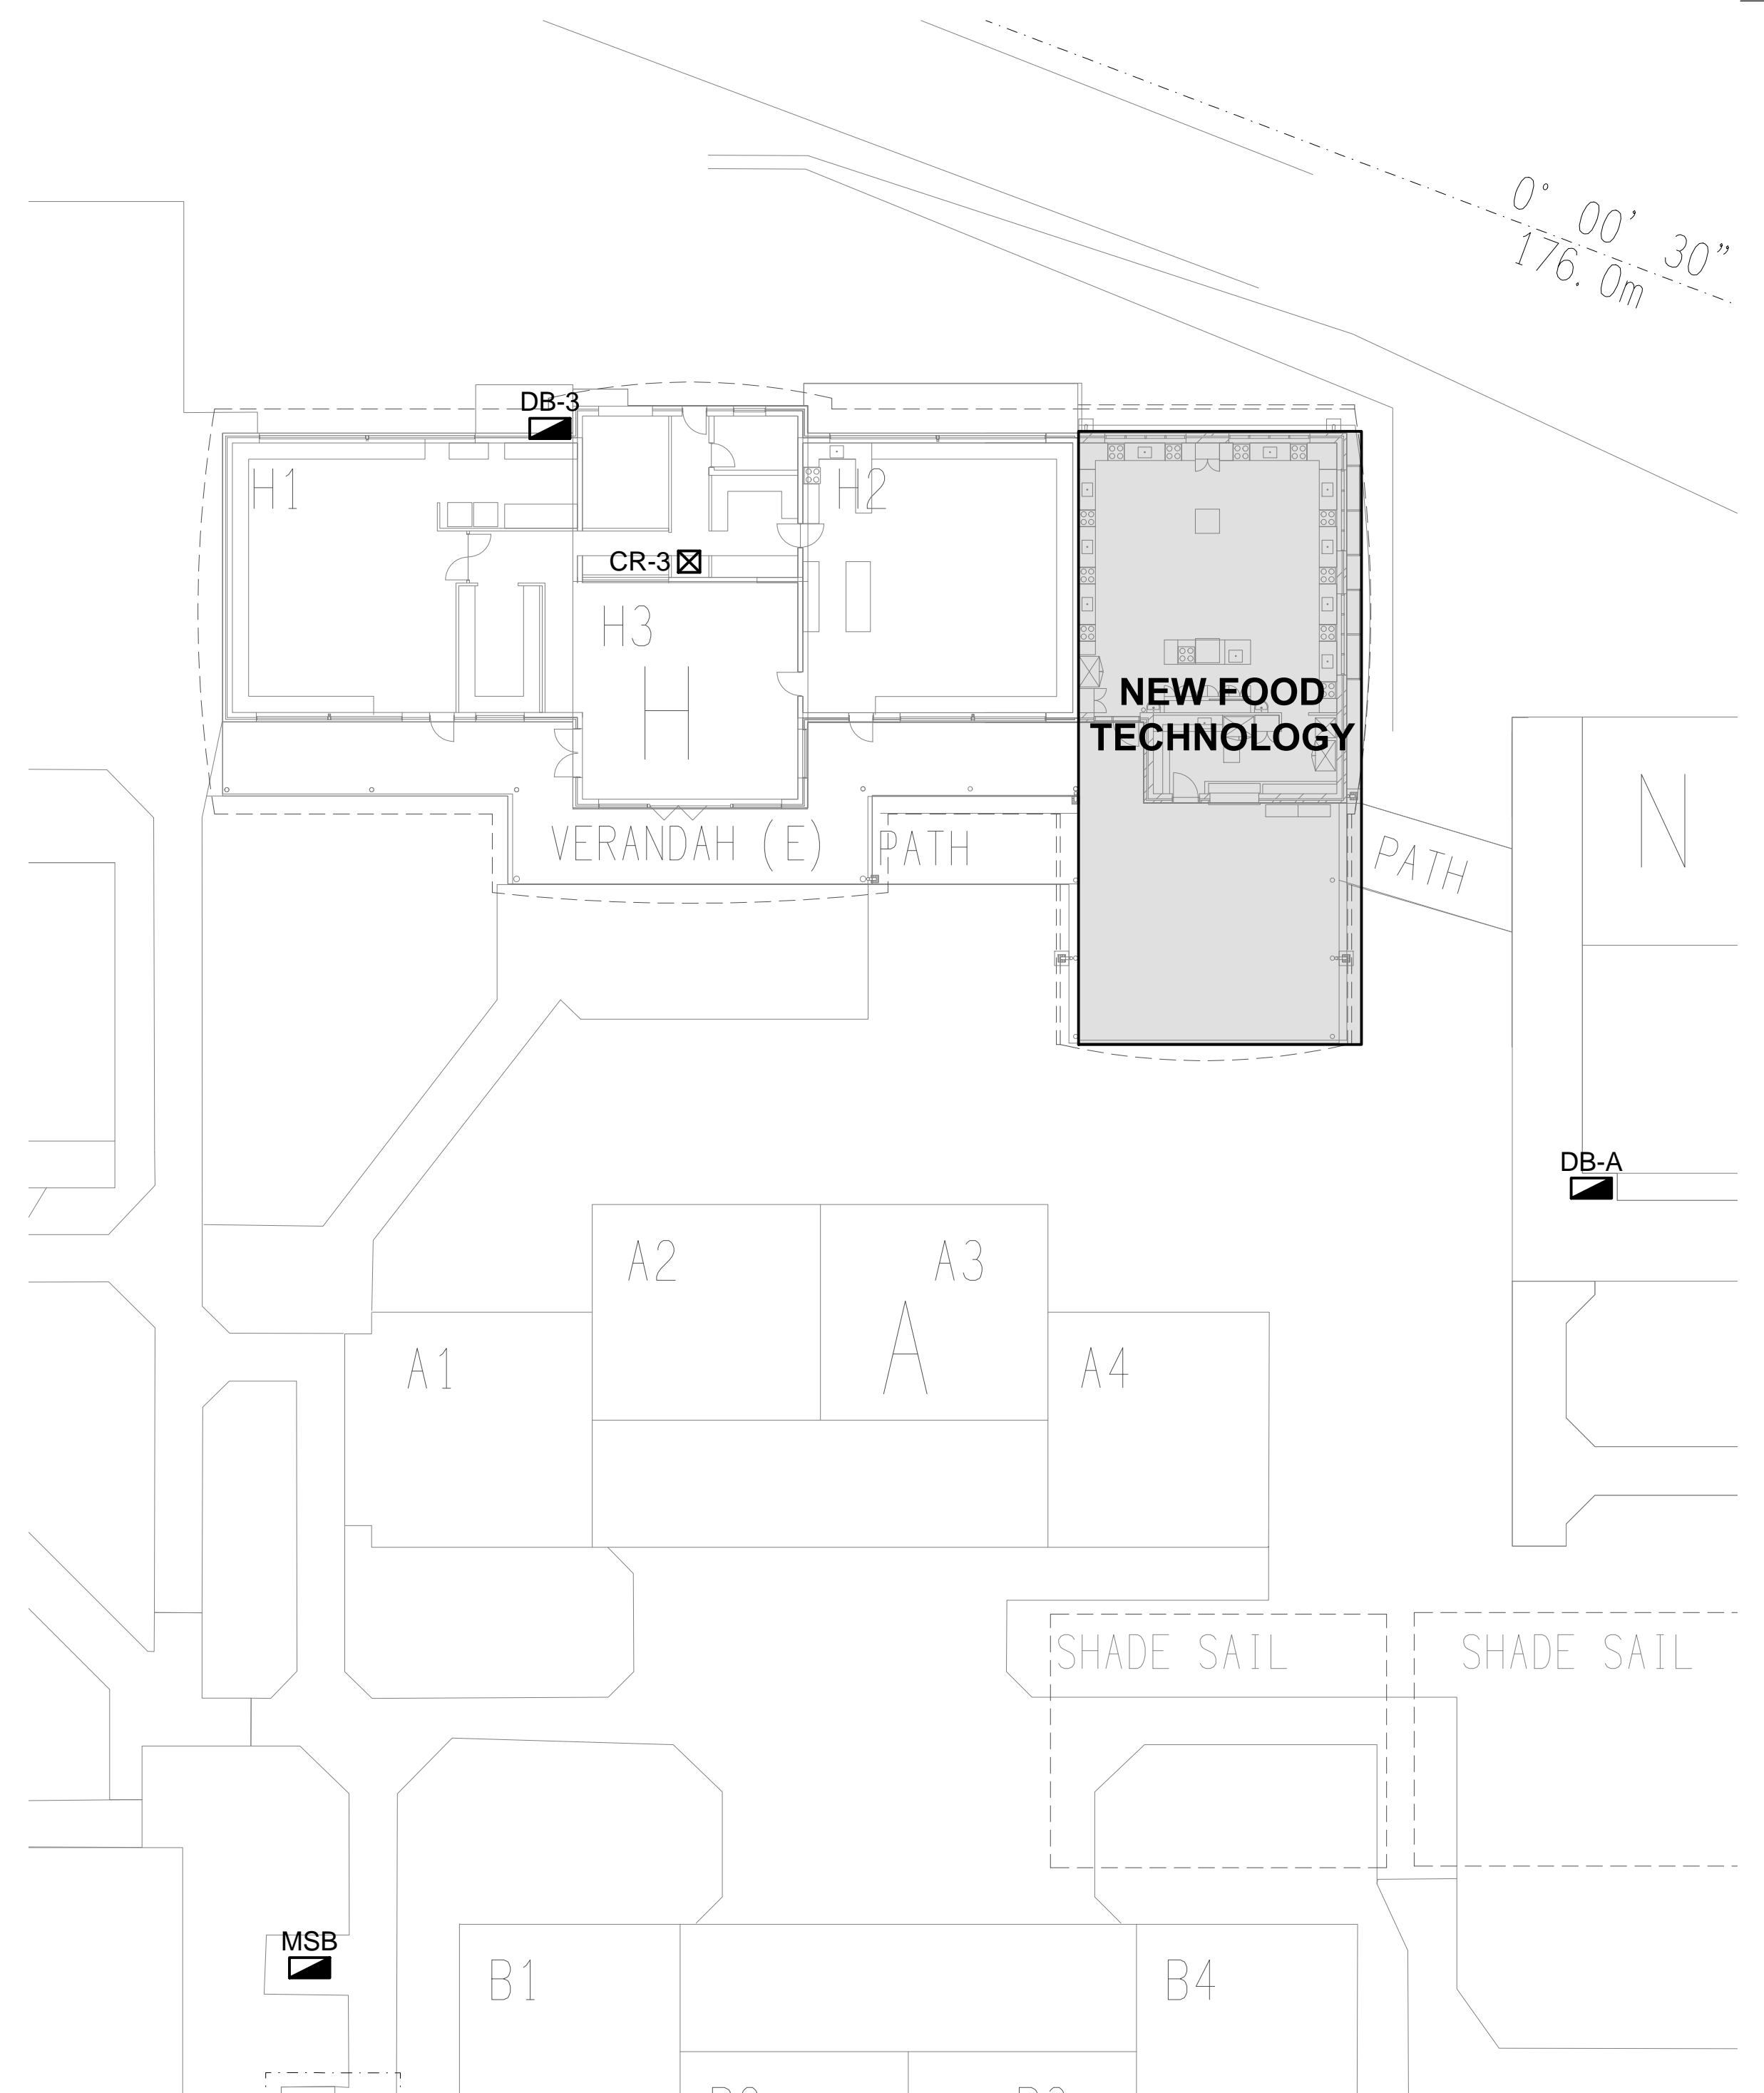 0° 00' 30"
176.0m
DB-3
H1
H2
CR-3
H3
H
NEW FOOD
TECHNOLOGY
VERANDAH (E)
PATH
PATH
N
DB-A
A2
A3
A
A1
A4
SHADE SAIL
SHADE SAIL
MSB
B1
B4